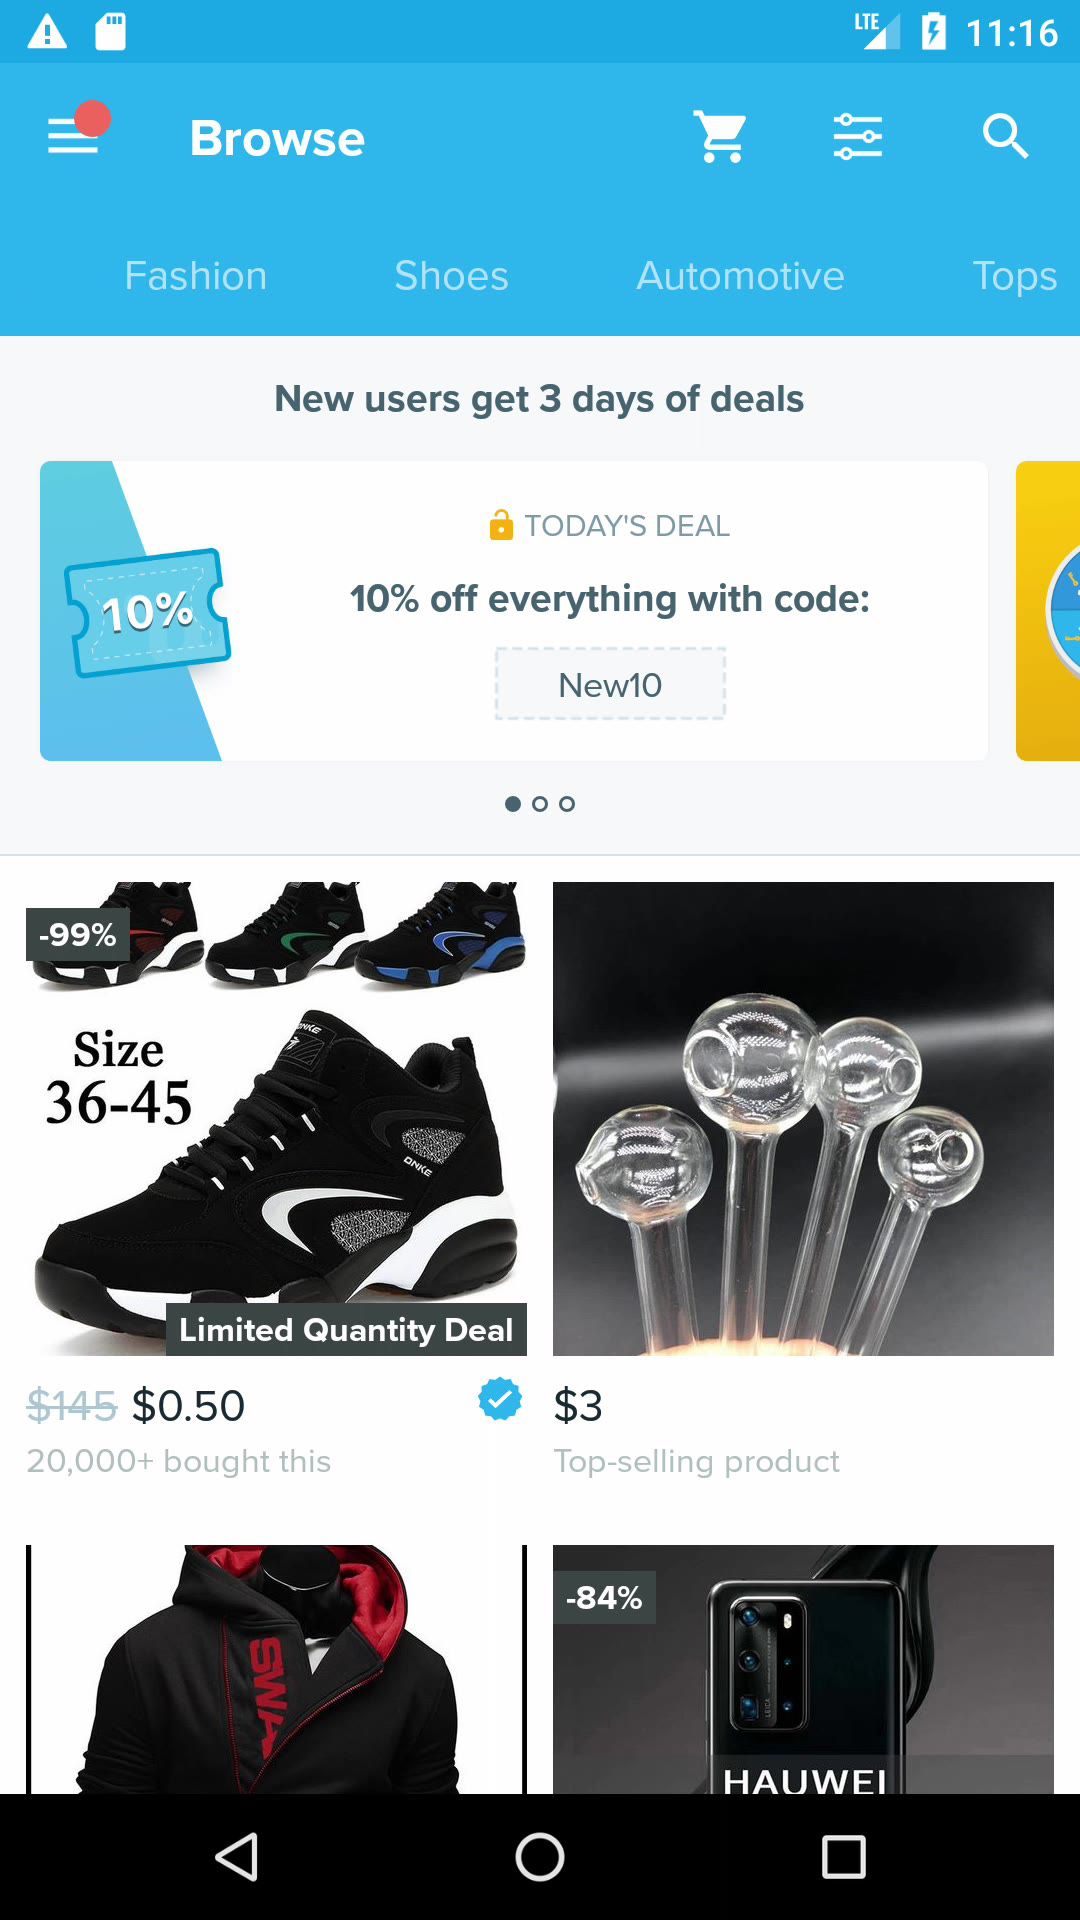 LTE 11:16
Browse
Fashion Shoes Automotive Tops
New users get 3 days of deals
TODAY'S DEAL
10% off everything with code:
10%
New10
-99%
ONKE
Size
36-45
ONKE
Limited Quantity Deal
$145 $0.50
20,000+ bought this
$3
Top-selling product
SWA
-84%
LEICA
HAUWEI